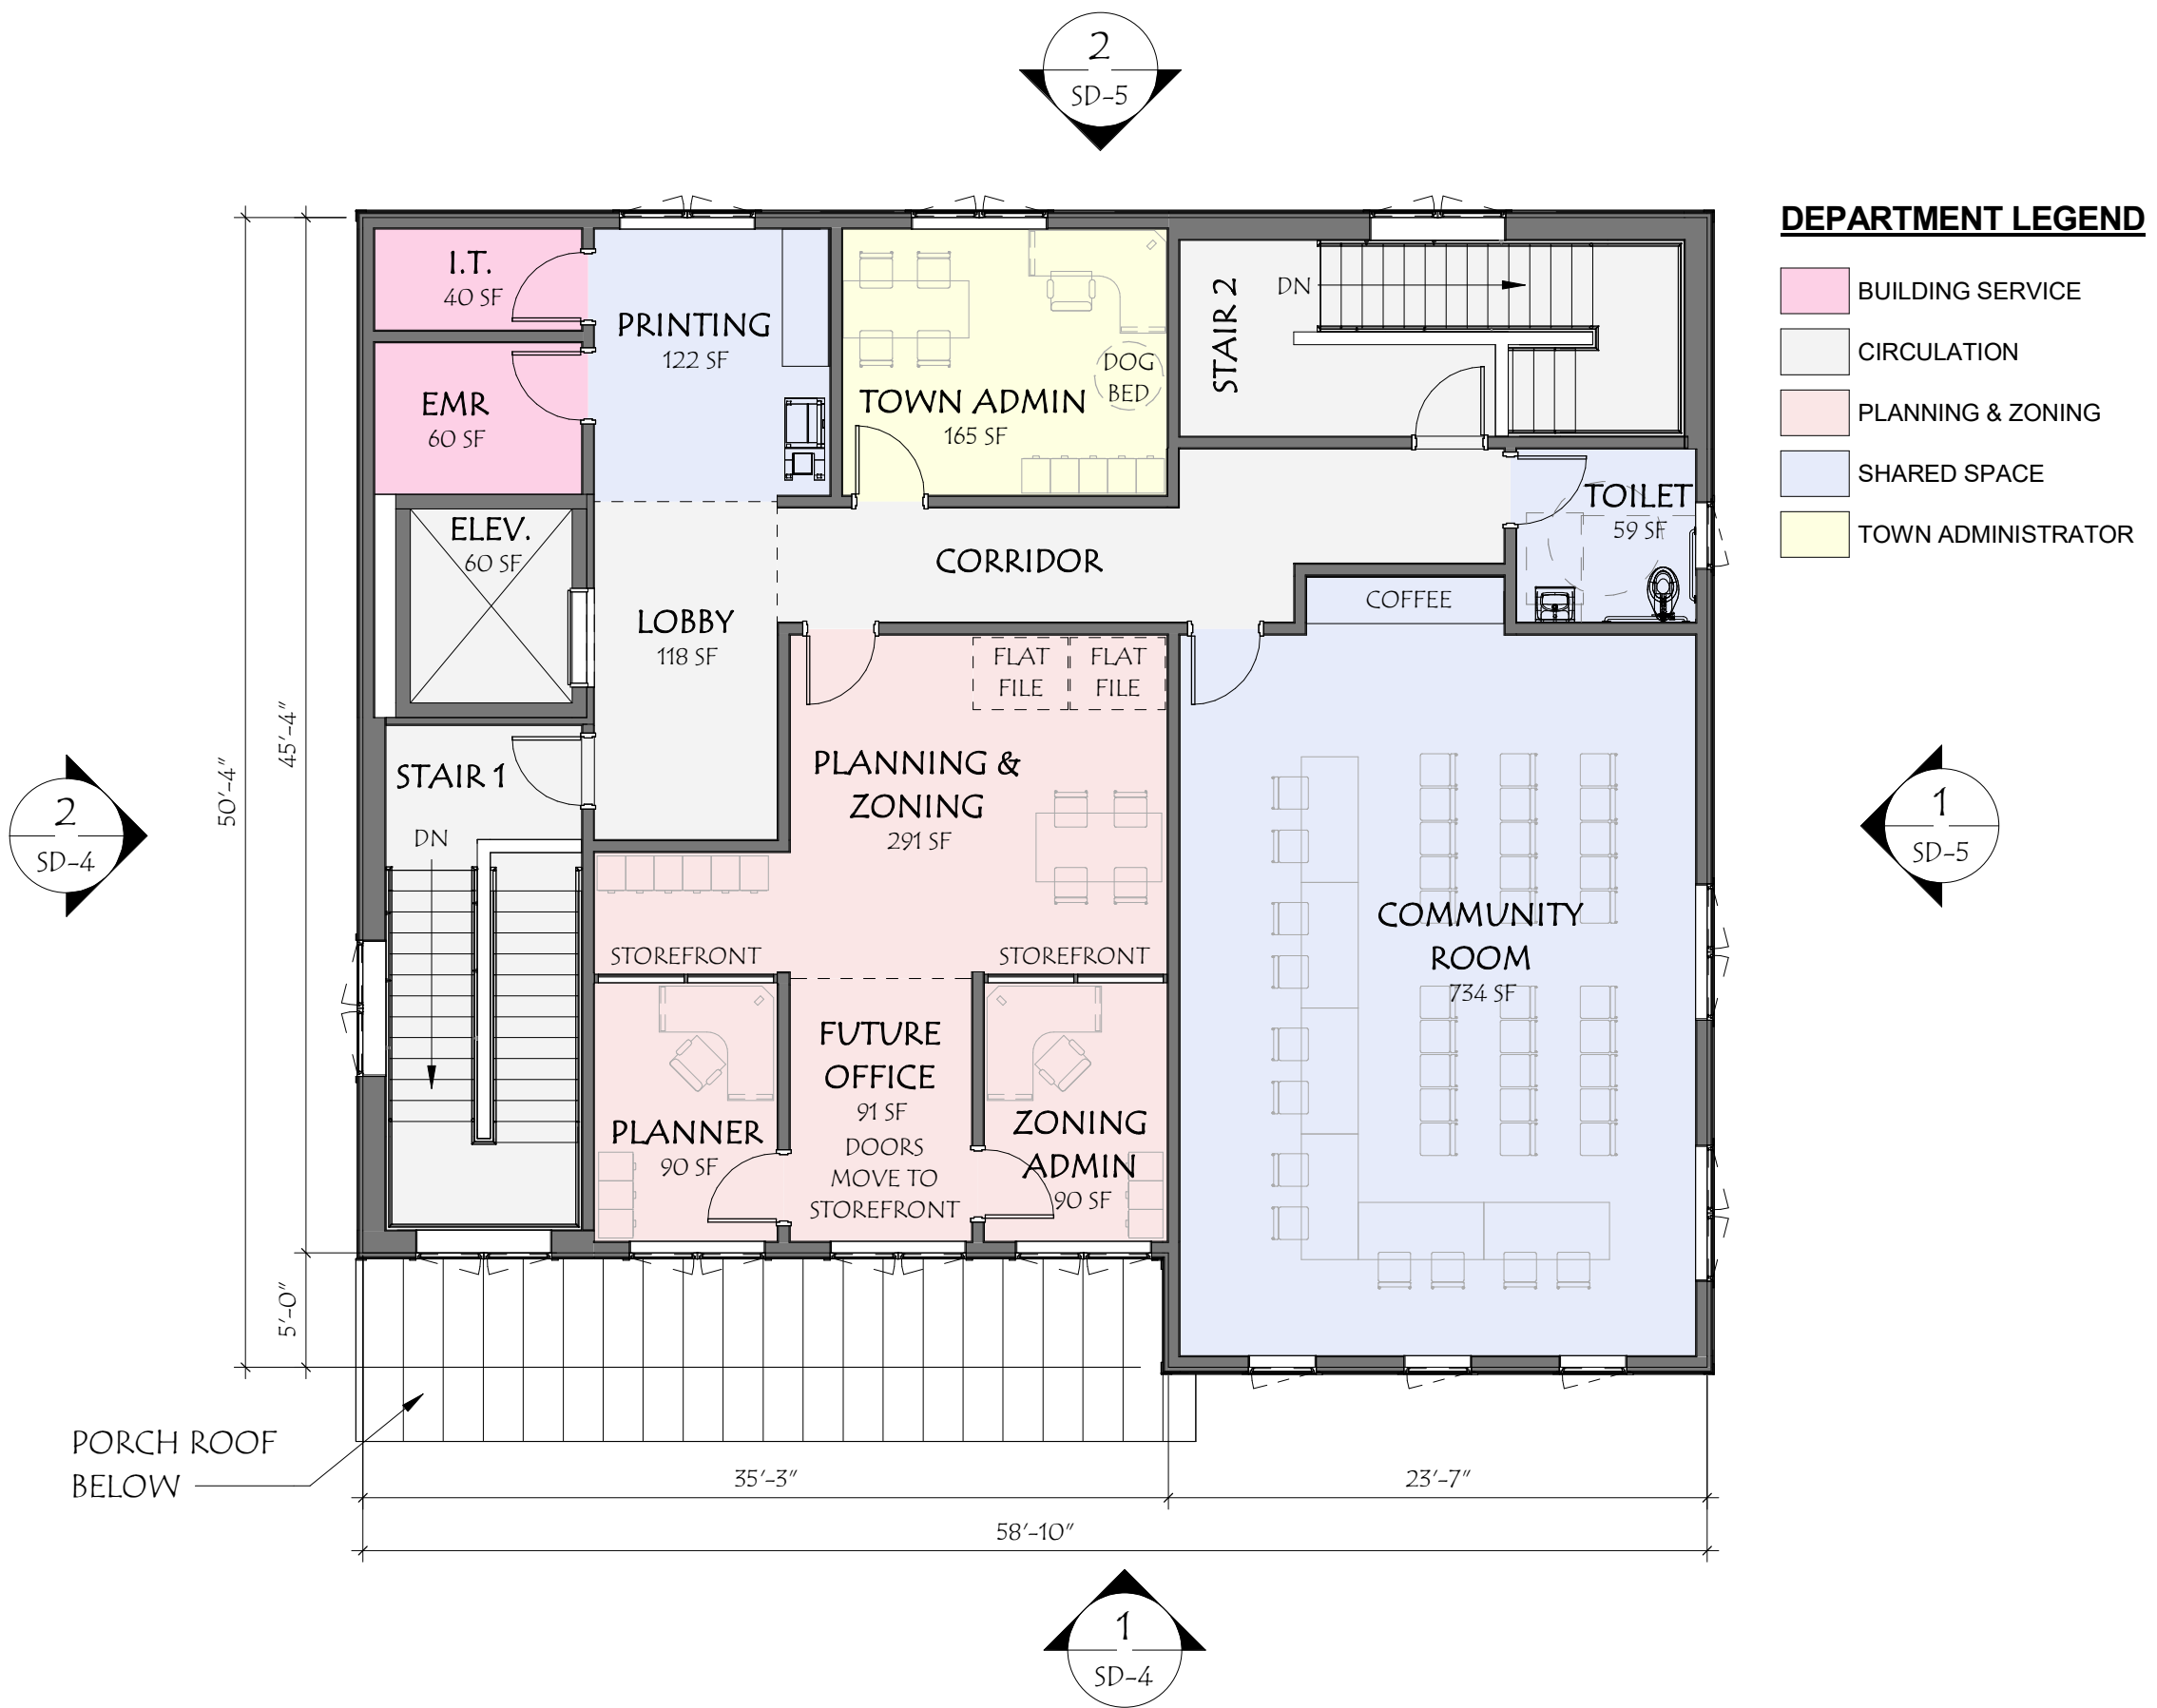 2
SD-5
DEPARTMENT LEGEND
BUILDING SERVICE
CIRCULATION
PLANNING & ZONING
SHARED SPACE
TOWN ADMINISTRATOR
I.T.
40 SF
EMR
60 SF
PRINTING
122 SF
TOWN ADMIN
165 SF
DOG
BED
STAIR 2
DN
TOILET
59 SF
ELEV.
60 SF
CORRIDOR
LOBBY
118 SF
COFFEE
FLAT
FILE
FLAT
FILE
STAIR 1
DN
PLANNING &
ZONING
291 SF
STOREFRONT
STOREFRONT
COMMUNITY
ROOM
734 SF
PLANNER
90 SF
FUTURE
OFFICE
91 SF
DOORS
MOVE TO
STOREFRONT
ZONING
ADMIN
90 SF
50'-4"
45'-4"
5'-0"
2
SD-4
1
SD-5
PORCH ROOF
BELOW
35'-3"
23'-7"
58'-10"
1
SD-4